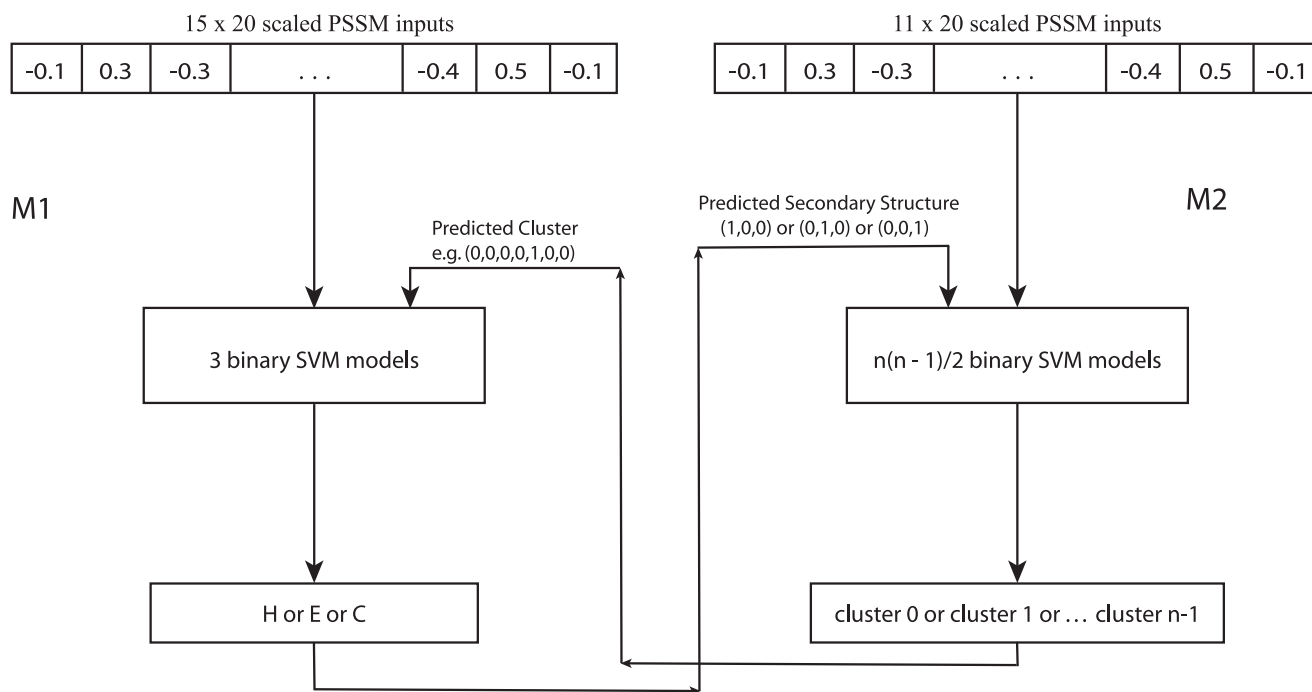 15 x 20 scaled PSSM inputs
-0.1 0.3 -0.3 . . . -0.4 0.5 -0.1
11 x 20 scaled PSSM inputs
-0.1 0.3 -0.3 . . . -0.4 0.5 -0.1
M1
M2
Predicted Cluster
e.g. (0,0,0,0,1,0,0)
Predicted Secondary Structure
(1,0,0) or (0,1,0) or (0,0,1)
3 binary SVM models
n(n - 1)/2 binary SVM models
H or E or C
cluster 0 or cluster 1 or ... cluster n-1